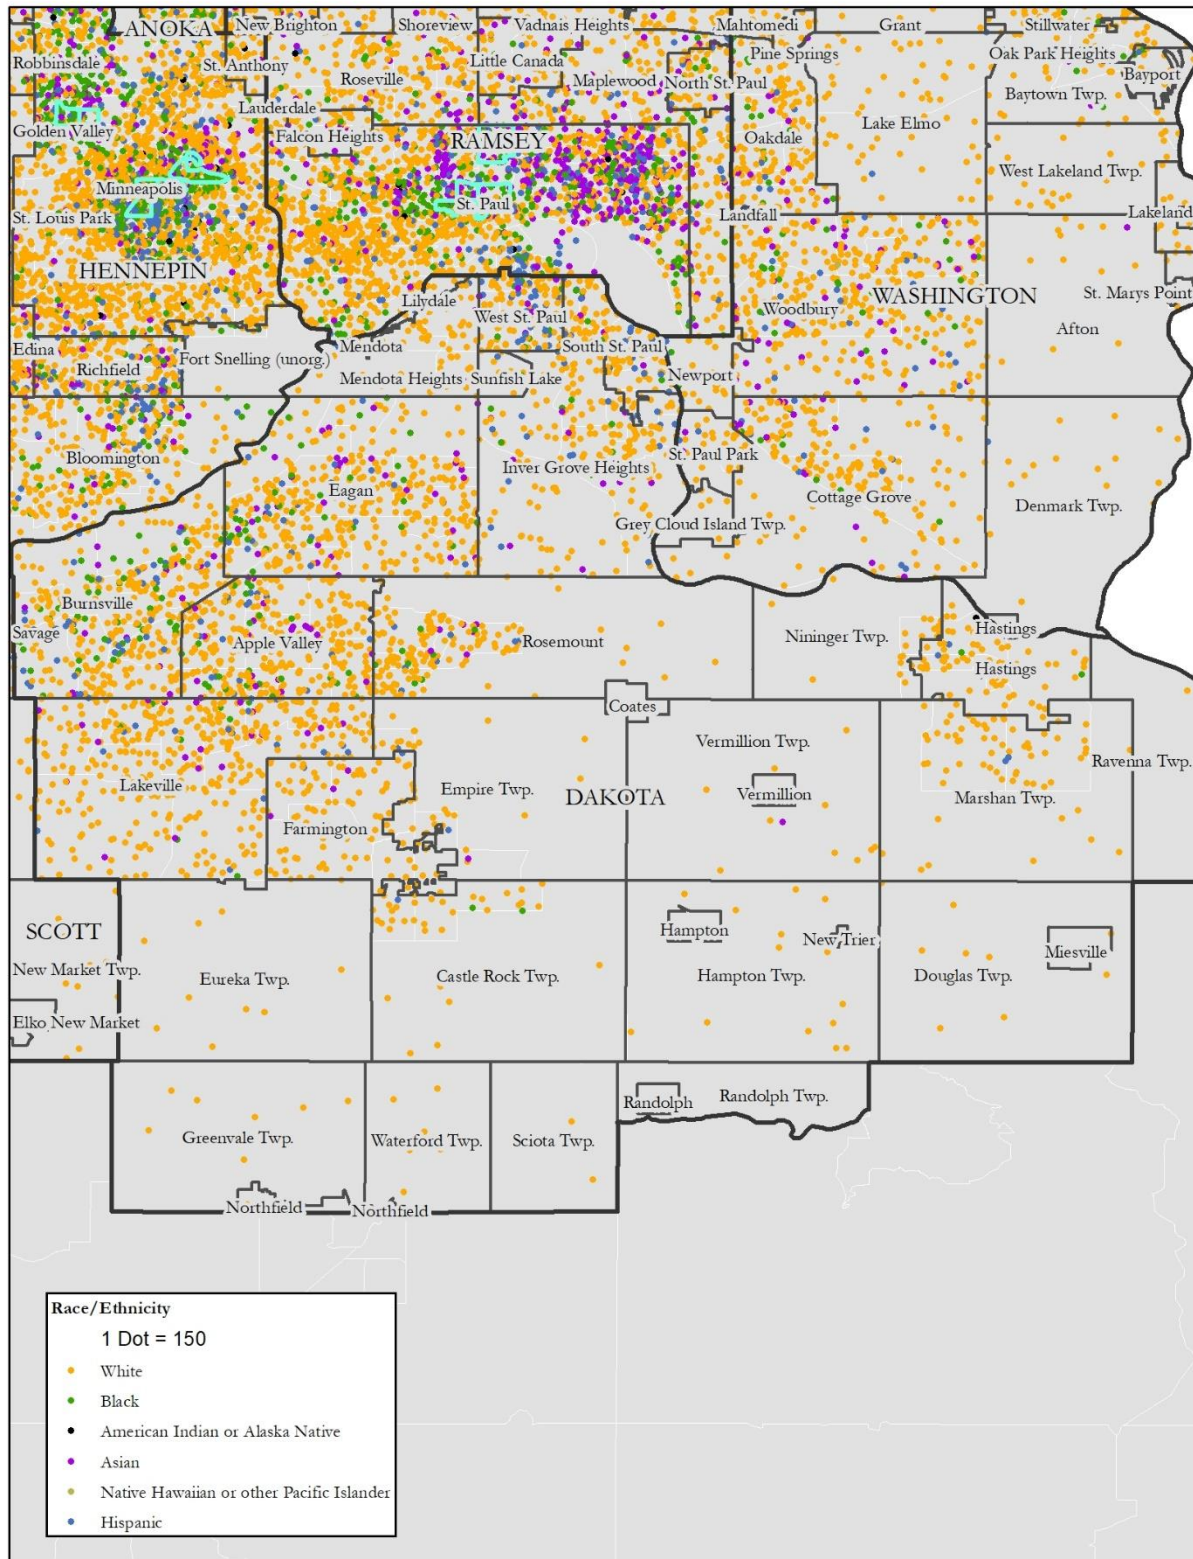 ANOKA
New Brighton
Shoreview
Vadnais Heights
Mahtomedi
Grant
Stillwater
Robbinsdale
St. Anthony
Roseville
Little Canada
Maplewood
North St. Paul
Pine Springs
Oak Park Heights
Bayport
Baytown Twp.
Lauderdale
Golden Valley
Falcon Heights
RAMSEY
Oakdale
Lake Elmo
West Lakeland Twp.
Minneapolis
St. Louis Park
St. Paul
Landfall
Lakeland
HENNEPIN
Lilydale
West St. Paul
Woodbury
WASHINGTON
St. Marys Point
Afton
Edina
Richfield
Fort Snelling (unorg.)
Mendota
South St. Paul
Mendota Heights
Sunfish Lake
Newport
Bloomington
Eagan
Inver Grove Heights
St. Paul Park
Cottage Grove
Denmark Twp.
Grey Cloud Island Twp.
Burnsville
Savage
Apple Valley
Rosemount
Nininger Twp.
Hastings
Hastings
Coates
Vermillion Twp.
Ravenna Twp.
Lakeville
Empire Twp.
DAKOTA
Vermillion
Marshan Twp.
Farmington
SCOTT
Hampton
New Trier
Miesville
New Market Twp.
Eureka Twp.
Castle Rock Twp.
Hampton Twp.
Douglas Twp.
Elko New Market
Randolph
Randolph Twp.
Greenvale Twp.
Waterford Twp.
Sciota Twp.
Northfield
Northfield
Race/Ethnicity
1 Dot = 150
White
Black
American Indian or Alaska Native
Asian
Native Hawaiian or other Pacific Islander
Hispanic